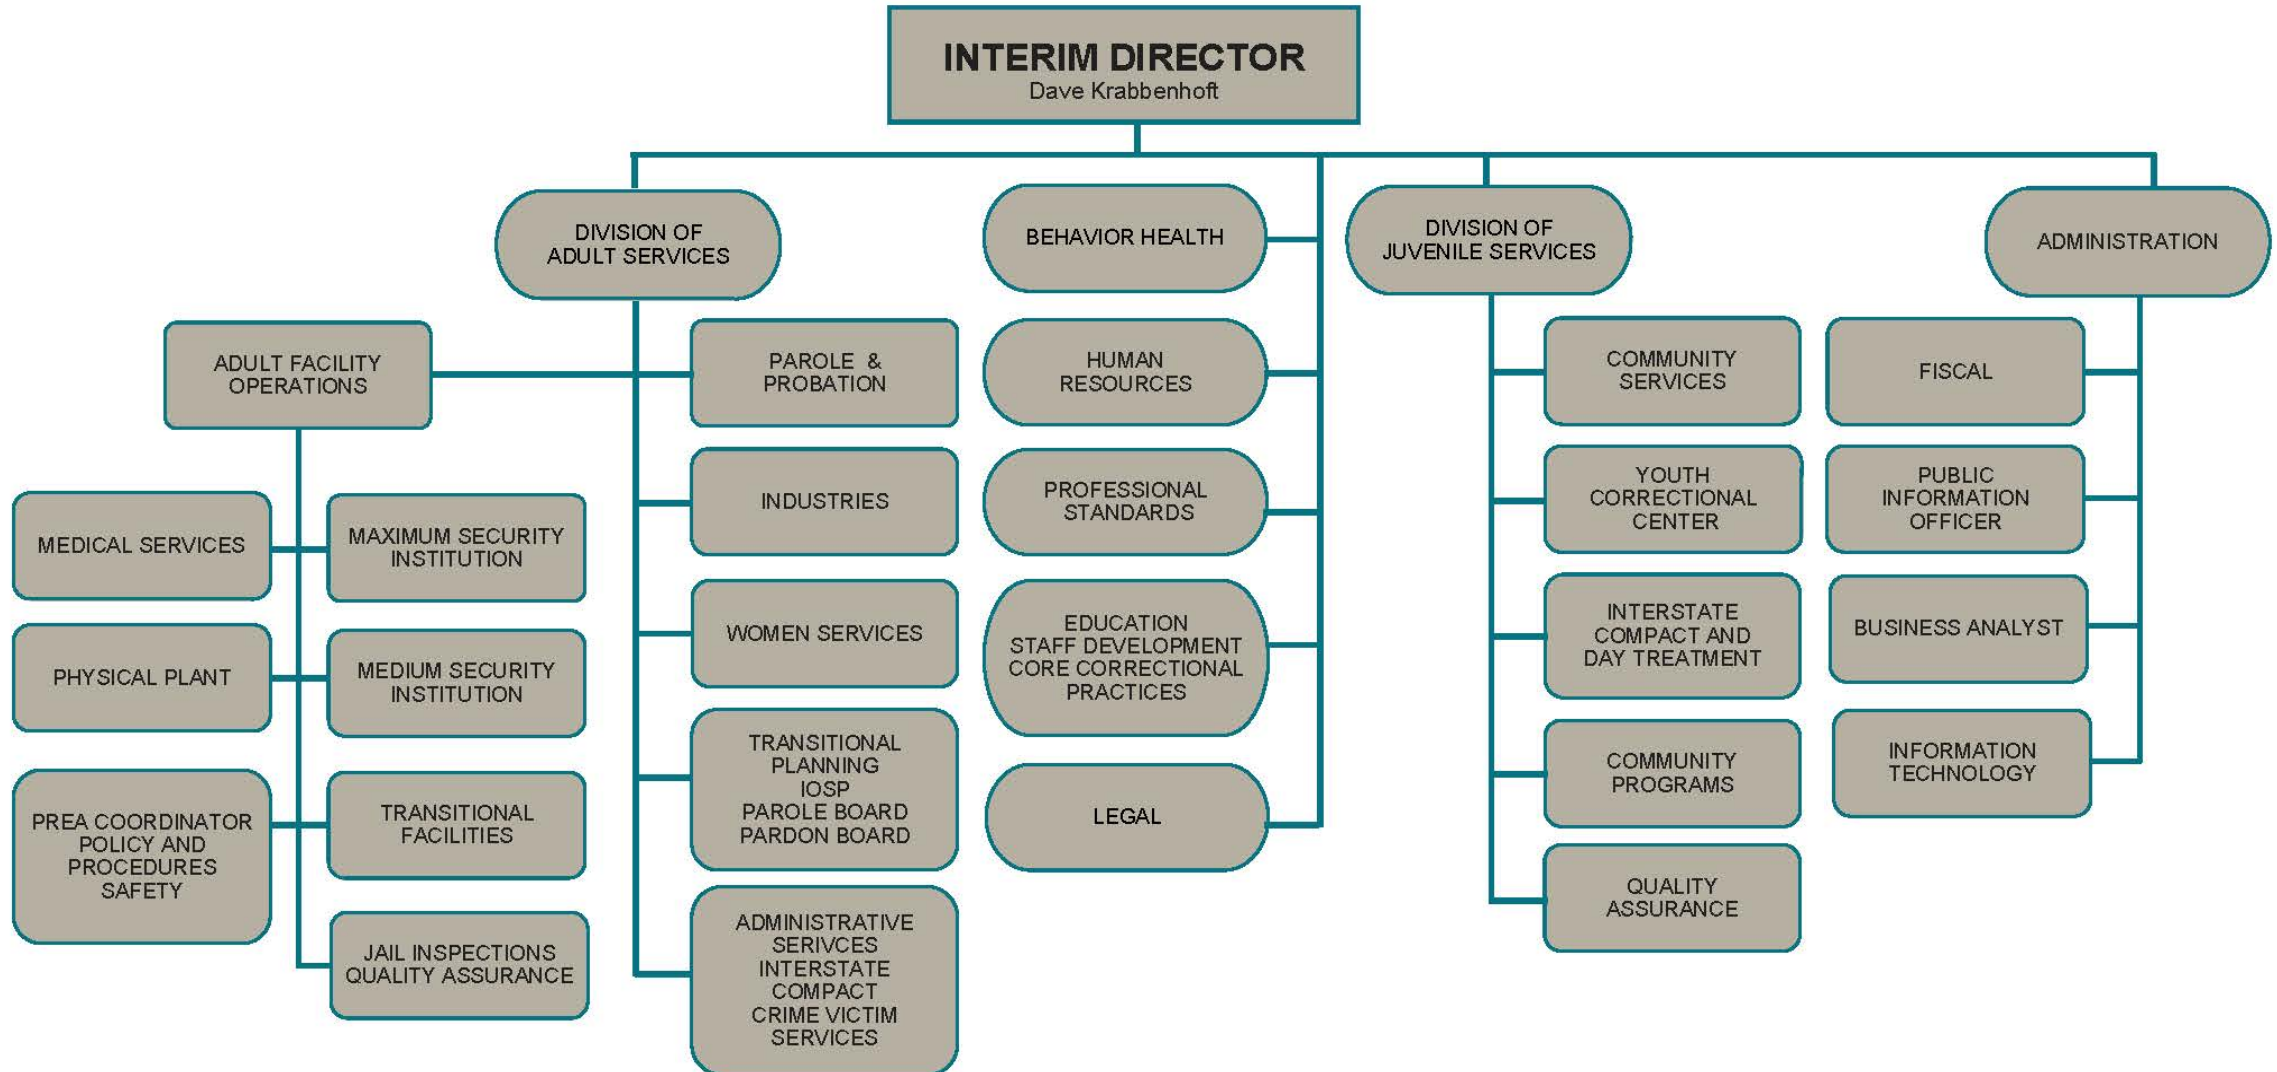 INTERIM DIRECTOR
Dave Krabbenhoft
DIVISION OF
ADULT SERVICES
BEHAVIOR HEALTH
DIVISION OF
JUVENILE SERVICES
ADMINISTRATION
ADULT FACILITY
OPERATIONS
PAROLE &
PROBATION
HUMAN
RESOURCES
COMMUNITY
SERVICES
FISCAL
INDUSTRIES
PROFESSIONAL
STANDARDS
YOUTH
CORRECTIONAL
CENTER
PUBLIC
INFORMATION
OFFICER
MEDICAL SERVICES
MAXIMUM SECURITY
INSTITUTION
WOMEN SERVICES
EDUCATION
STAFF DEVELOPMENT
CORE CORRECTIONAL
PRACTICES
INTERSTATE
COMPACT AND
DAY TREATMENT
BUSINESS ANALYST
PHYSICAL PLANT
MEDIUM SECURITY
INSTITUTION
TRANSITIONAL
PLANNING
IOSP
PAROLE BOARD
PARDON BOARD
LEGAL
COMMUNITY
PROGRAMS
INFORMATION
TECHNOLOGY
PREA COORDINATOR
POLICY AND
PROCEDURES
SAFETY
TRANSITIONAL
FACILITIES
QUALITY
ASSURANCE
JAIL INSPECTIONS
QUALITY ASSURANCE
ADMINISTRATIVE
SERIVCES
INTERSTATE
COMPACT
CRIME VICTIM
SERVICES